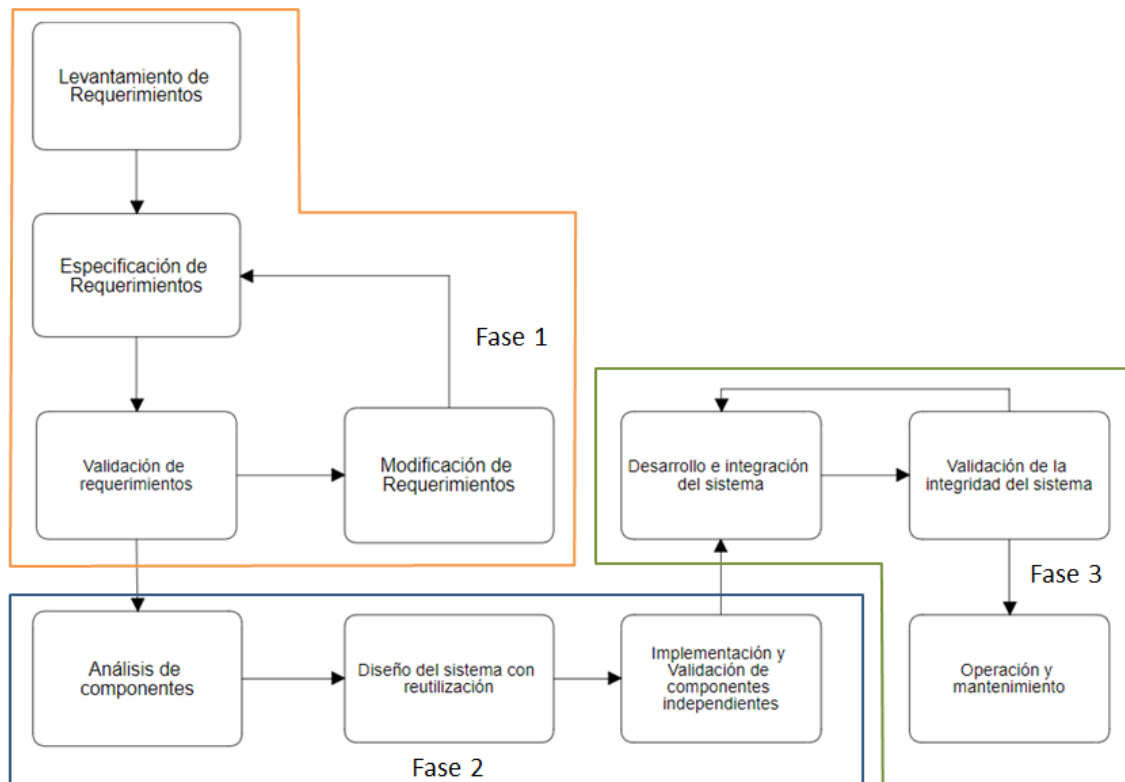 Levantamiento de
Requerimientos
Especificación de
Requerimientos
Fase 1
Validación de
requerimientos
Modificación de
Requerimientos
Desarrollo e integración
del sistema
Validación de la
integridad del sistema
Fase 3
Análisis de
componentes
Diseño del sistema con
reutilización
Implementación y
Validación de
componentes
independientes
Operación y
mantenimiento
Fase 2